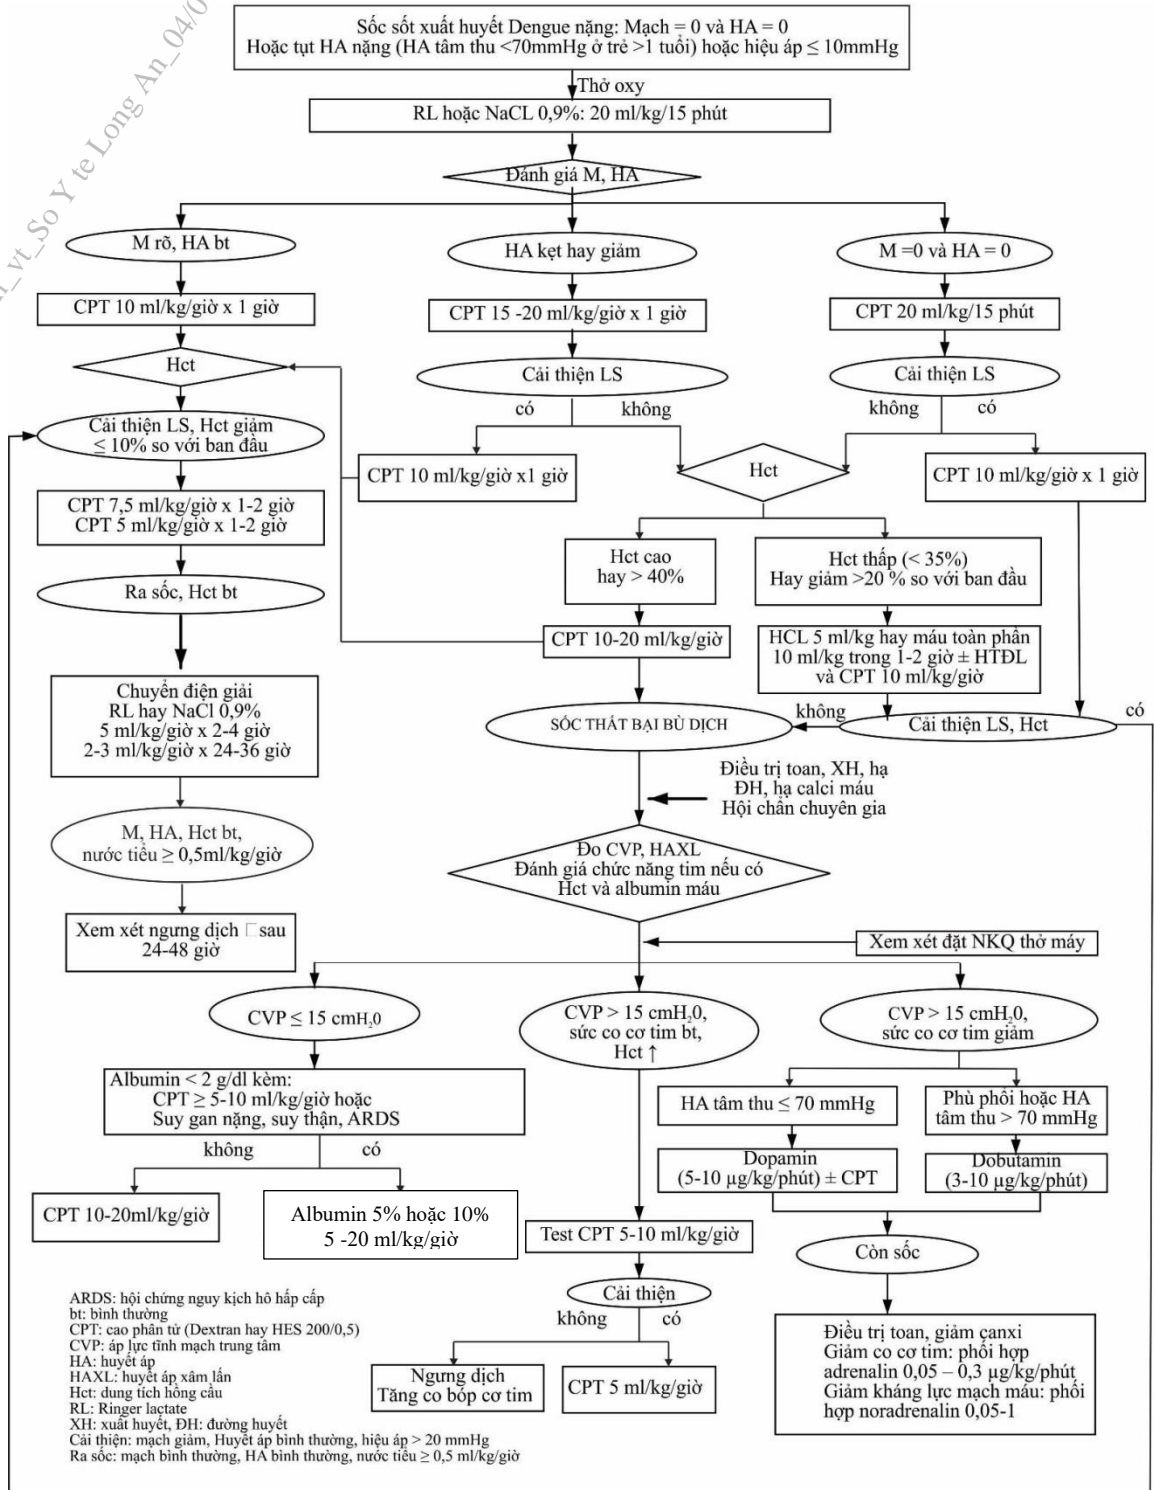 Sốc sốt xuất huyết Dengue nặng: Mạch = 0 và HA = 0
Hoặc tụt HA nặng (HA tâm thu <70mmHg ở trẻ >1 tuổi) hoặc hiệu áp ≤ 10mmHg
Thở oxy
RL hoặc NaCL 0,9%: 20 ml/kg/15 phút
Đánh giá M, HA
vt_So Y te Long An_04/0
M rõ, HA bt
HA kẹt hay giảm
M =0 và HA = 0
CPT 10 ml/kg/giờ x 1 giờ
CPT 15 -20 ml/kg/giờ x 1 giờ
CPT 20 ml/kg/15 phút
Hct
Cải thiện LS
Cải thiện LS
có
không
không
có
Cải thiện LS, Hct giảm
≤ 10% so với ban đầu
CPT 10 ml/kg/giờ x1 giờ
Hct
CPT 10 ml/kg/giờ x 1 giờ
CPT 7,5 ml/kg/giờ x 1-2 giờ
CPT 5 ml/kg/giờ x 1-2 giờ
Hct cao
hay > 40%
Hct thấp (< 35%)
Hay giảm >20 % so với ban đầu
Ra sốc, Hct bt
CPT 10-20 ml/kg/giờ
HCL 5 ml/kg hay máu toàn phần
10 ml/kg trong 1-2 giờ ± HTĐL
và CPT 10 ml/kg/giờ
Chuyển điện giải
RL hay NaCl 0,9%
5 ml/kg/giờ x 2-4 giờ
2-3 ml/kg/giờ x 24-36 giờ
SỐC THẤT BẠI BÙ DỊCH
không
Cải thiện LS, Hct
có
Điều trị toan, XH, hạ
ĐH, hạ calci máu
Hội chẩn chuyên gia
M, HA, Hct bt,
nước tiểu ≥ 0,5ml/kg/giờ
Đo CVP, HAXL
Đánh giá chức năng tim nếu có
Hct và albumin máu
Xem xét ngưng dịch □sau
24-48 giờ
Xem xét đặt NKQ thở máy
CVP ≤ 15 cmH₂0
CVP > 15 cmH₂0,
sức co cơ tim bt,
Hct ↑
CVP > 15 cmH₂0,
sức co cơ tim giảm
Albumin < 2 g/dl kèm:
CPT ≥ 5-10 ml/kg/giờ hoặc
Suy gan nặng, suy thận, ARDS
HA tâm thu ≤ 70 mmHg
Phù phổi hoặc HA
tâm thu > 70 mmHg
không
có
Dopamin
(5-10 µg/kg/phút) ± CPT
Dobutamin
(3-10 µg/kg/phút)
CPT 10-20ml/kg/giờ
Albumin 5% hoặc 10%
5 -20 ml/kg/giờ
Test CPT 5-10 ml/kg/giờ
Còn sốc
Cải thiện
không
có
Ngưng dịch
Tăng co bóp cơ tim
CPT 5 ml/kg/giờ
Điều trị toan, giảm canxi
Giảm co cơ tim: phối hợp
adrenalin 0,05 – 0,3 µg/kg/phút
Giảm kháng lực mạch máu: phối
hợp noradrenalin 0,05-1
ARDS: hội chứng nguy kịch hô hấp cấp
bt: bình thường
CPT: cao phân tử (Dextran hay HES 200/0,5)
CVP: áp lực tĩnh mạch trung tâm
HA: huyết áp
HAXL: huyết áp xâm lấn
Hct: dung tích hồng cầu
RL: Ringer lactate
XH: xuất huyết, ĐH: đường huyết
Cải thiện: mạch giảm, Huyết áp bình thường, hiệu áp > 20 mmHg
Ra sốc: mạch bình thường, HA bình thường, nước tiểu ≥ 0,5 ml/kg/giờ